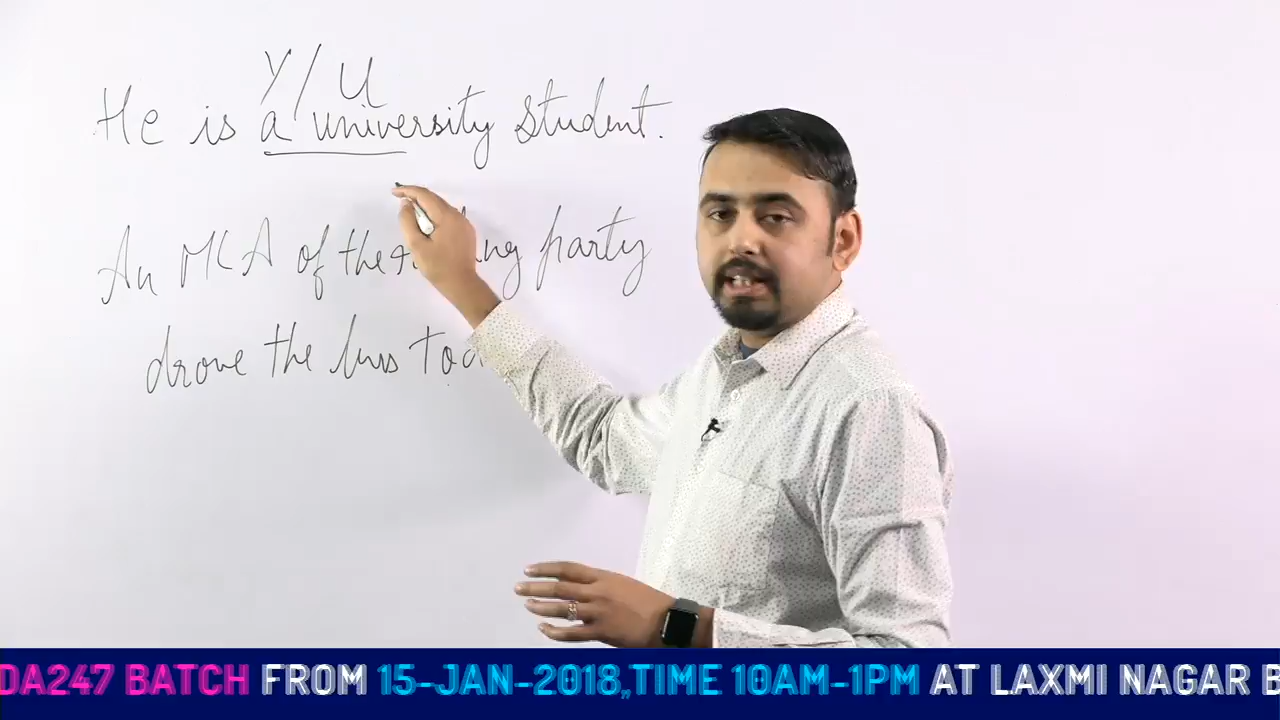 Y/U
He is a university student.
An MLA of the party
drove the bus
DA247 BATCH FROM 15-JAN-2018,,TIME 10AM-1PM AT LAXMI NAGAR B